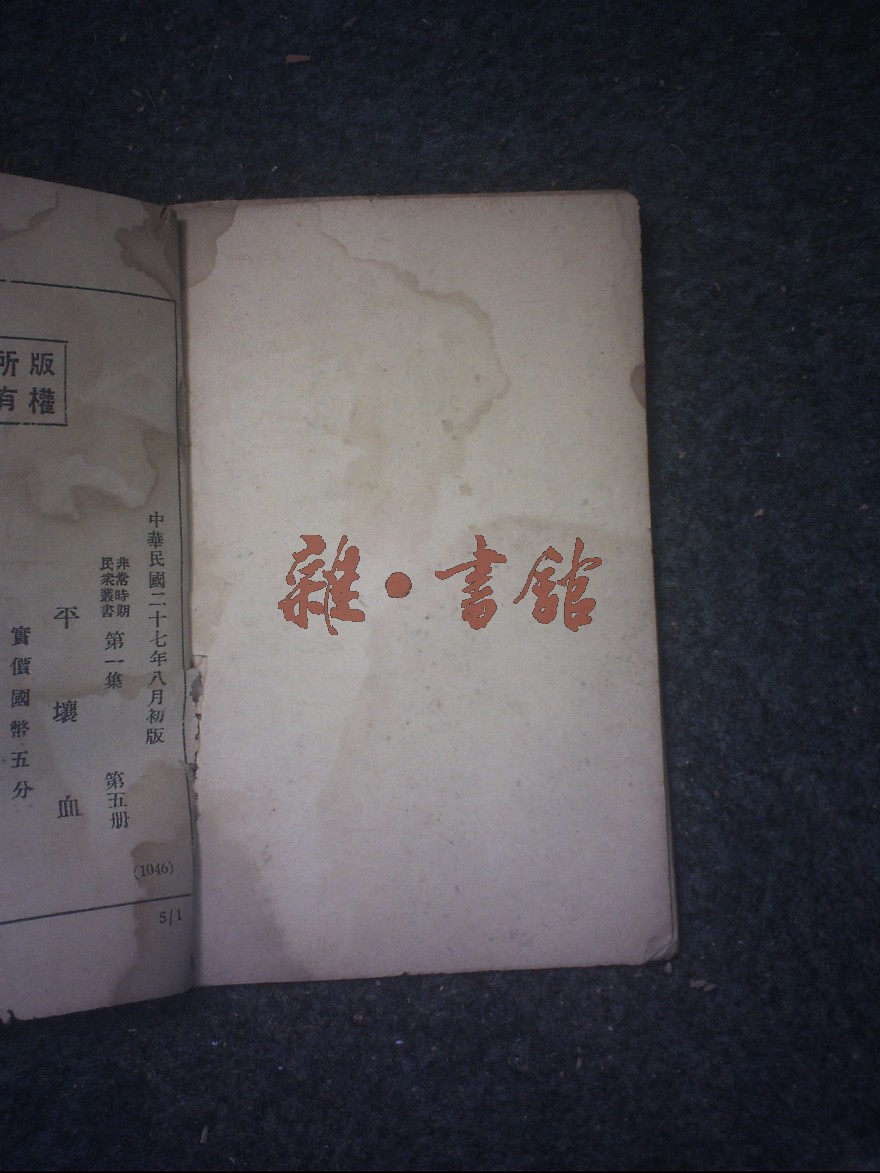 版權
所有
中華民國二十七年八月初版
非常時期
民衆叢書 第一集 第五册
(1046)
平壤血
實價國幣五分
5/1
雜·書館